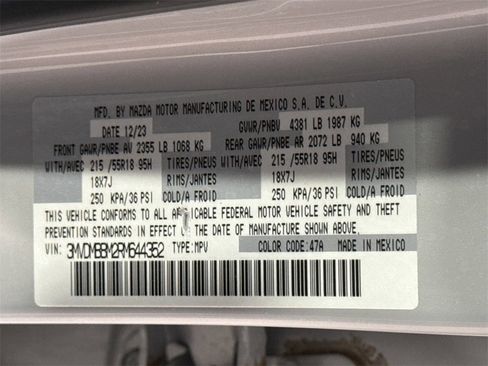 MFD. BY MAZDA MOTOR MANUFACTURING DE MEXICO S.A. DE C.V.
DATE 12/23 GVWR/PNBV 4381 LB 1987 KG
FRONT GAWR/PNBE AV 2355 LB 1068 KG REAR GAWR/PNBE AR 2072 LB 940 KG
WITH/AVEC 215 /55R18 95H TIRES/PNEUS WITH/AVEC 215 /55R18 95H TIRES/PNEUS
18X7J RIMS/JANTES 18X7J RIMS/JANTES
250 KPA/36 PSI COLD/A FROID 250 KPA/36 PSI COLD/A FROID
THIS VEHICLE CONFORMS TO ALL APPLICABLE FEDERAL MOTOR VEHICLE SAFETY AND THEFT
PREVENTION STANDARDS IN EFFECT ON THE DATE OF MANUFACTURE SHOWN ABOVE.
VIN: 3MVDMBBM2RM644352 TYPE: MPV COLOR CODE: 47A MADE IN MEXICO